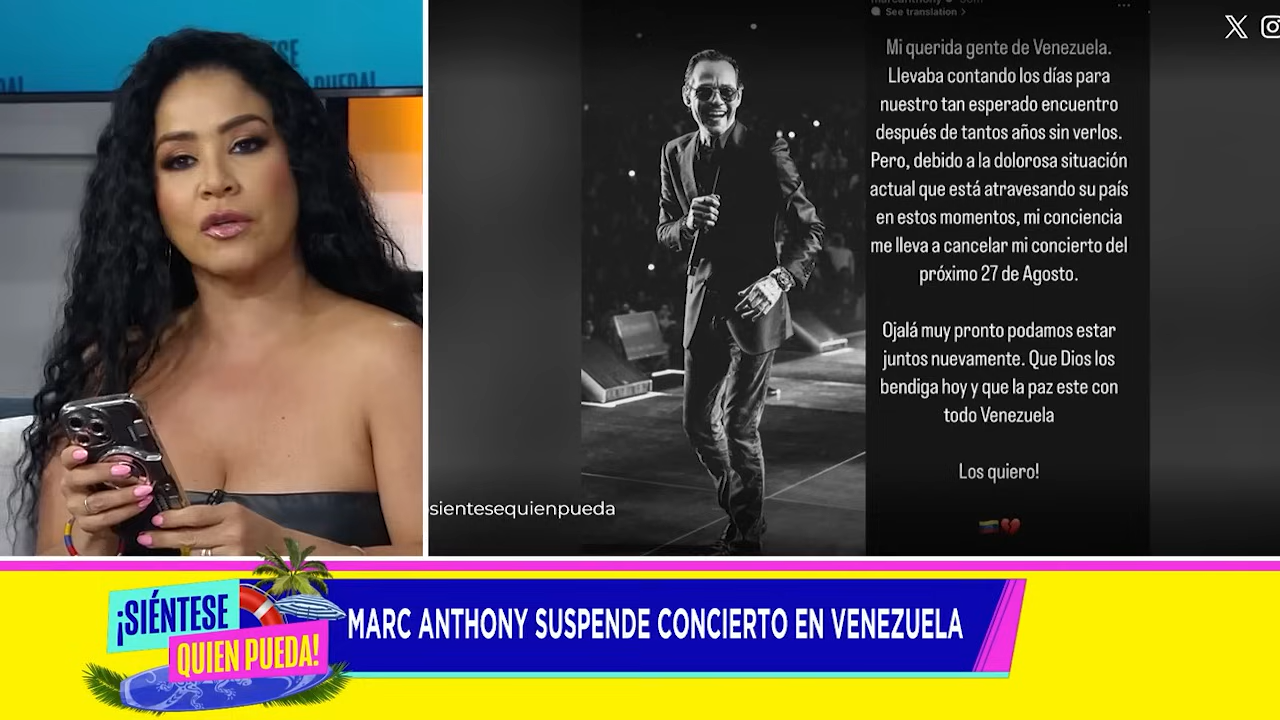 See translation >
Mi querida gente de Venezuela.
Llevaba contando los días para
nuestro tan esperado encuentro
después de tantos años sin verlos.
Pero, debido a la dolorosa situación
actual que está atravesando su país
en estos momentos, mi conciencia
me lleva a cancelar mi concierto del
próximo 27 de Agosto.
Ojalá muy pronto podamos estar
juntos nuevamente. Que Dios los
bendiga hoy y que la paz este con
todo Venezuela
Los quiero!
sientesequienpueda
¡SIÉNTESE
QUIEN PUEDA!
MARC ANTHONY SUSPENDE CONCIERTO EN VENEZUELA